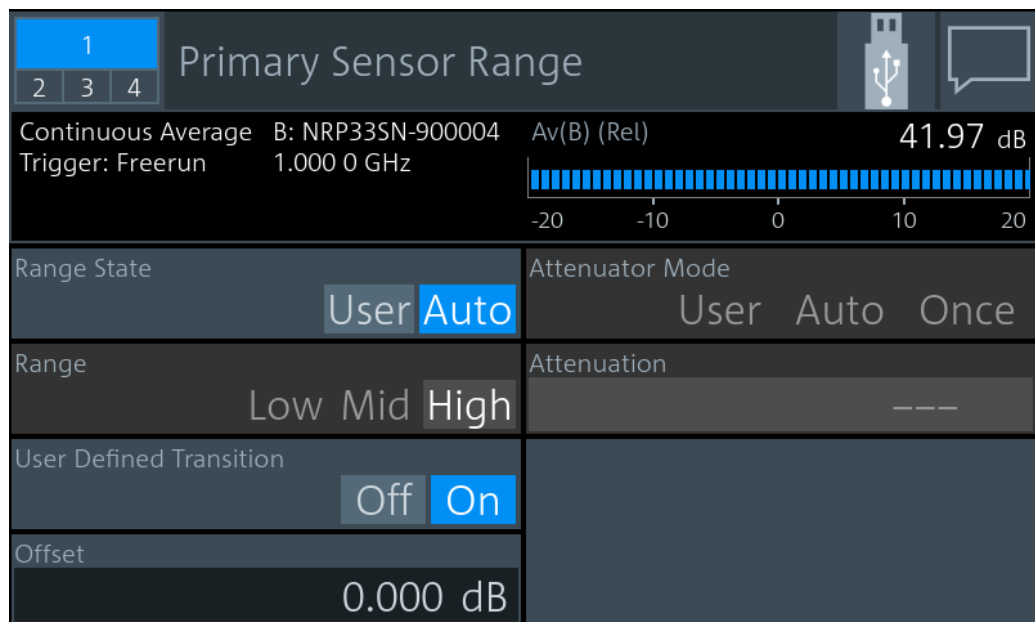 1
2 3 4
Primary Sensor Range
Continuous Average B: NRP33SN-900004
Trigger: Freerun 1.000 0 GHz
Av(B) (Rel) 41.97 dB
-20 -10 0 10 20
Range State
User Auto
Attenuator Mode
User Auto Once
Range
Low Mid High
Attenuation
---
User Defined Transition
Off On
Offset
0.000 dB